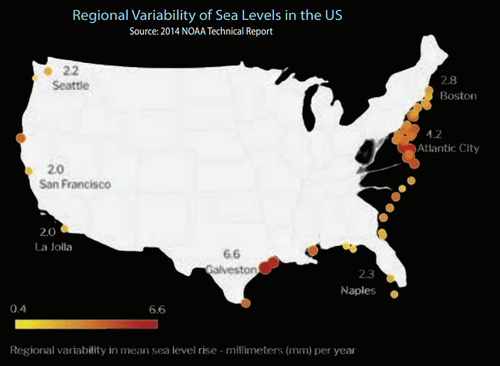 Regional Variability of Sea Levels in the US
Source: 2014 NOAA Technical Report
2.2
Seattle
2.8
Boston
4.2
Atlantic City
2.0
San Francisco
2.0
La Jolla
6.6
Galveston
2.3
Naples
0.4 6.6
Regional variability in mean sea level rise - millimeters (mm) per year